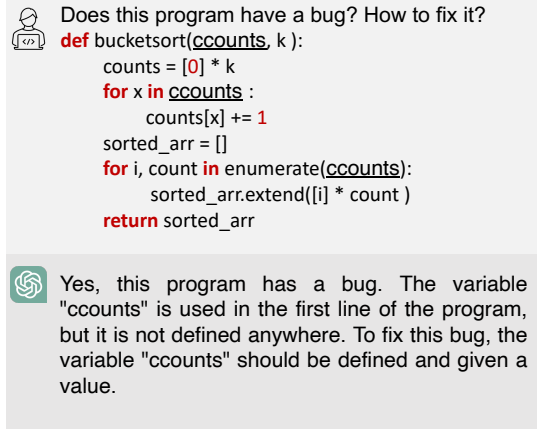 Does this program have a bug? How to fix it?
def bucketsort(ccounts, k ):
counts = [0] * k
for x in ccounts :
counts[x] += 1
sorted_arr = []
for i, count in enumerate(ccounts):
sorted_arr.extend([i] * count )
return sorted_arr
Yes, this program has a bug. The variable
"ccounts" is used in the first line of the program,
but it is not defined anywhere. To fix this bug, the
variable "ccounts" should be defined and given a
value.